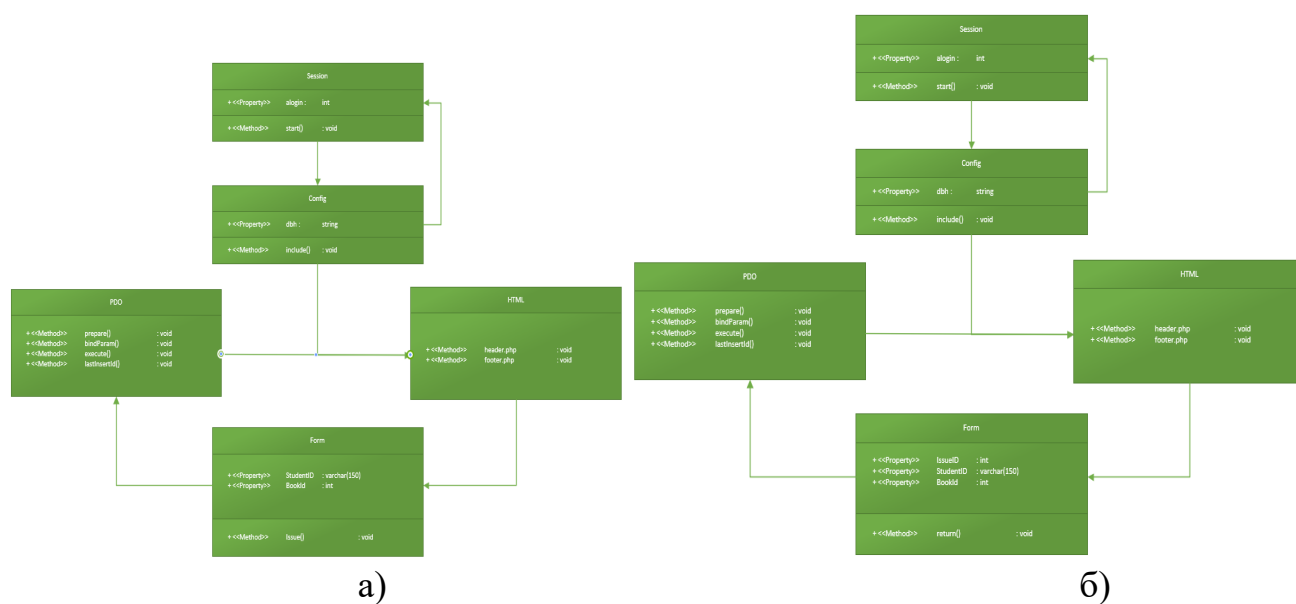 Session
+ <<Property>> alogin : int
+ <<Method>> start() : void
Config
+ <<Property>> dbh : string
+ <<Method>> include() : void
PDO
+ <<Method>> prepare() : void
+ <<Method>> bindParam() : void
+ <<Method>> execute() : void
+ <<Method>> lastInsertId() : void
HTML
+ <<Method>> header.php : void
+ <<Method>> footer.php : void
Form
+ <<Property>> StudentID : varchar(150)
+ <<Property>> BookId : int
+ <<Method>> Issue() : void
а)
Session
+ <<Property>> alogin : int
+ <<Method>> start() : void
Config
+ <<Property>> dbh : string
+ <<Method>> include() : void
PDO
+ <<Method>> prepare() : void
+ <<Method>> bindParam() : void
+ <<Method>> execute() : void
+ <<Method>> lastInsertId() : void
HTML
+ <<Method>> header.php : void
+ <<Method>> footer.php : void
Form
+ <<Property>> IssueID : int
+ <<Property>> StudentID : varchar(150)
+ <<Property>> BookId : int
+ <<Method>> return() : void
б)